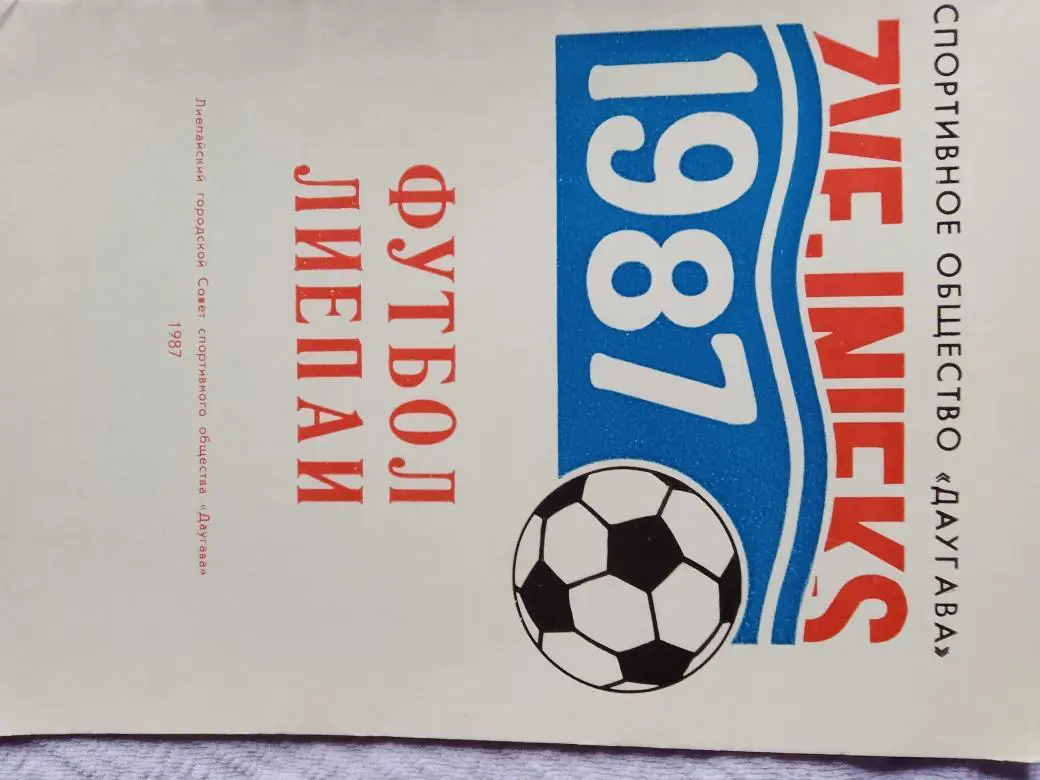 СПОРТИВНОЕ ОБЩЕСТВО «ДАУГАВА»
ZVEJNIEKS
1987
ФУТБОЛ
ЛИЕПАИ
Лиепайский городской Совет спортивного общества «Даугава»
1987